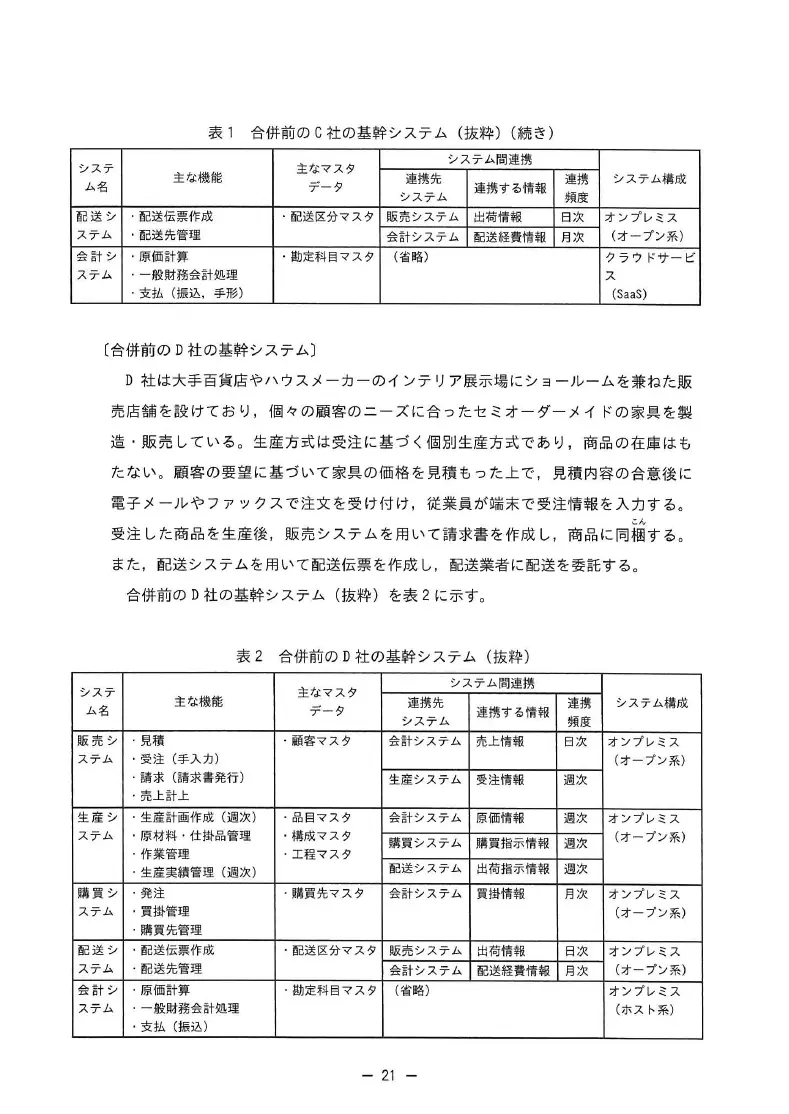 表1 合併前のC社の基幹システム（抜粋）（続き）
システム名
主な機能
主なマスタデータ
システム間連携
連携先システム
連携する情報
連携頻度
システム構成
配送システム
・配送伝票作成
・配送先管理
・配送区分マスタ
販売システム 出荷情報 日次
会計システム 配送経費情報 月次
オンプレミス
（オープン系）
会計システム
・原価計算
・一般財務会計処理
・支払（振込，手形）
・勘定科目マスタ
（省略）
クラウドサービス
（SaaS）
〔合併前のD社の基幹システム〕
D社は大手百貨店やハウスメーカーのインテリア展示場にショールームを兼ねた販
売店舗を設けており，個々の顧客のニーズに合ったセミオーダーメイドの家具を製
造・販売している。生産方式は受注に基づく個別生産方式であり，商品の在庫はも
たない。顧客の要望に基づいて家具の価格を見積もった上で，見積内容の合意後に
電子メールやファックスで注文を受け付け，従業員が端末で受注情報を入力する。
こん
受注した商品を生産後，販売システムを用いて請求書を作成し，商品に同梱する。
また，配送システムを用いて配送伝票を作成し，配送業者に配送を委託する。
合併前のD社の基幹システム（抜粋）を表2に示す。
表2 合併前のD社の基幹システム（抜粋）
システム名
主な機能
主なマスタデータ
システム間連携
連携先システム
連携する情報
連携頻度
システム構成
販売システム
・見積
・受注（手入力）
・請求（請求書発行）
・売上計上
・顧客マスタ
会計システム 売上情報 日次
生産システム 受注情報 週次
オンプレミス
（オープン系）
生産システム
・生産計画作成（週次）
・原材料・仕掛品管理
・作業管理
・生産実績管理（週次）
・品目マスタ
・構成マスタ
・工程マスタ
会計システム 原価情報 週次
購買システム 購買指示情報 週次
配送システム 出荷指示情報 週次
オンプレミス
（オープン系）
購買システム
・発注
・買掛管理
・購買先管理
・購買先マスタ
会計システム 買掛情報 月次
オンプレミス
（オープン系）
配送システム
・配送伝票作成
・配送先管理
・配送区分マスタ
販売システム 出荷情報 日次
会計システム 配送経費情報 月次
オンプレミス
（オープン系）
会計システム
・原価計算
・一般財務会計処理
・支払（振込）
・勘定科目マスタ
（省略）
オンプレミス
（ホスト系）
－ 21 －